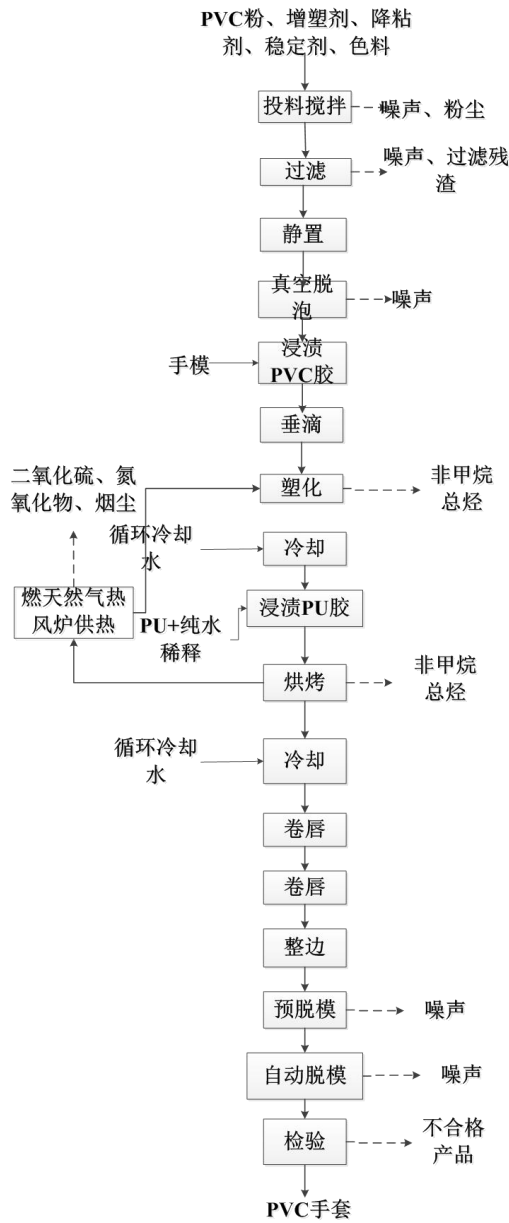 PVC粉、增塑剂、降粘
剂、稳定剂、色料
投料搅拌
噪声、粉尘
过滤
噪声、过滤残
渣
静置
真空脱
泡
噪声
手模
浸渍
PVC胶
垂滴
二氧化硫、氮
氧化物、烟尘
塑化
非甲烷
总烃
循环冷却
水
冷却
燃天然气热
风炉供热
PU+纯水
稀释
浸渍PU胶
烘烤
非甲烷
总烃
循环冷却
水
冷却
卷唇
卷唇
整边
预脱模
噪声
自动脱模
噪声
检验
不合格
产品
PVC手套